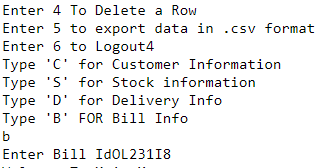 Enter 4 To Delete a Row
Enter 5 to export data in .csv format
Enter 6 to Logout4
Type 'C' for Customer Information
Type 'S' for Stock information
Type 'D' for Delivery Info
Type 'B' FOR Bill Info
b
Enter Bill IdOL231I8